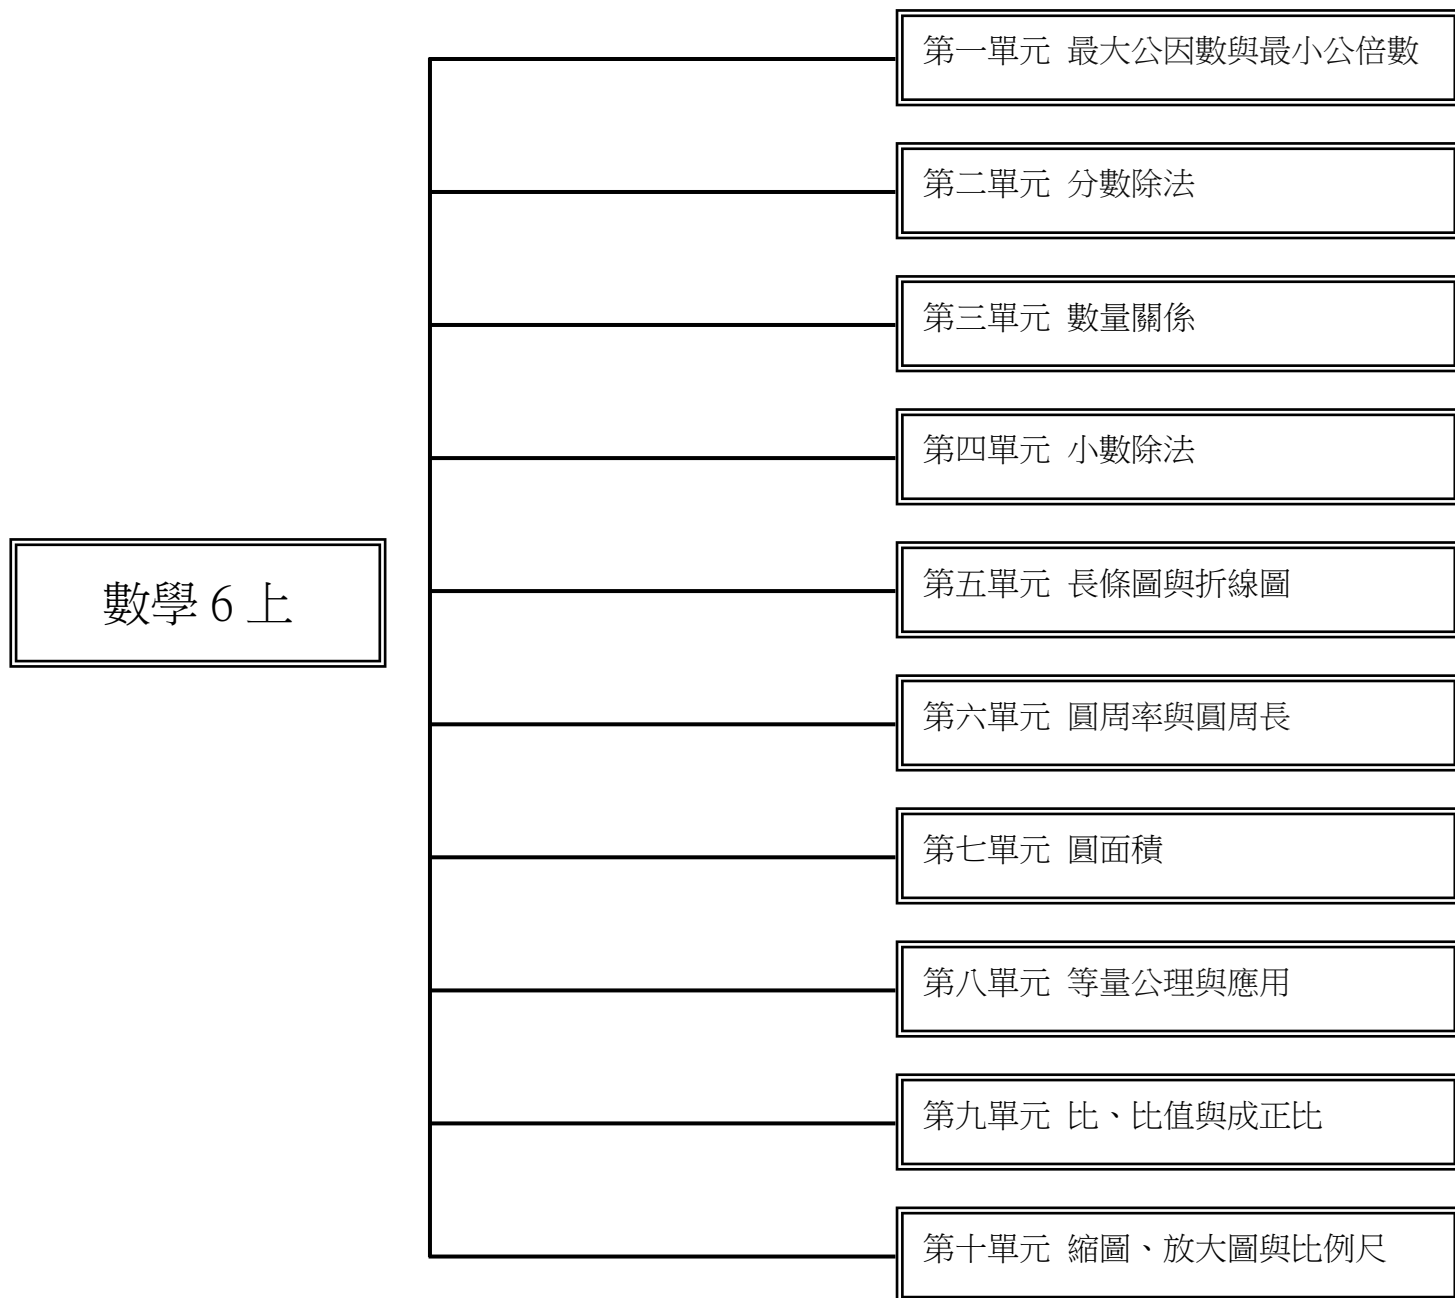 第一單元 最大公因數與最小公倍數
第二單元 分數除法
第三單元 數量關係
第四單元 小數除法
數學 6 上
第五單元 長條圖與折線圖
第六單元 圓周率與圓周長
第七單元 圓面積
第八單元 等量公理與應用
第九單元 比、比值與成正比
第十單元 縮圖、放大圖與比例尺